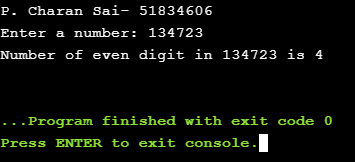 P. Charan Sai- 51834606
Enter a number: 134723
Number of even digit in 134723 is 4
...Program finished with exit code 0
Press ENTER to exit console.